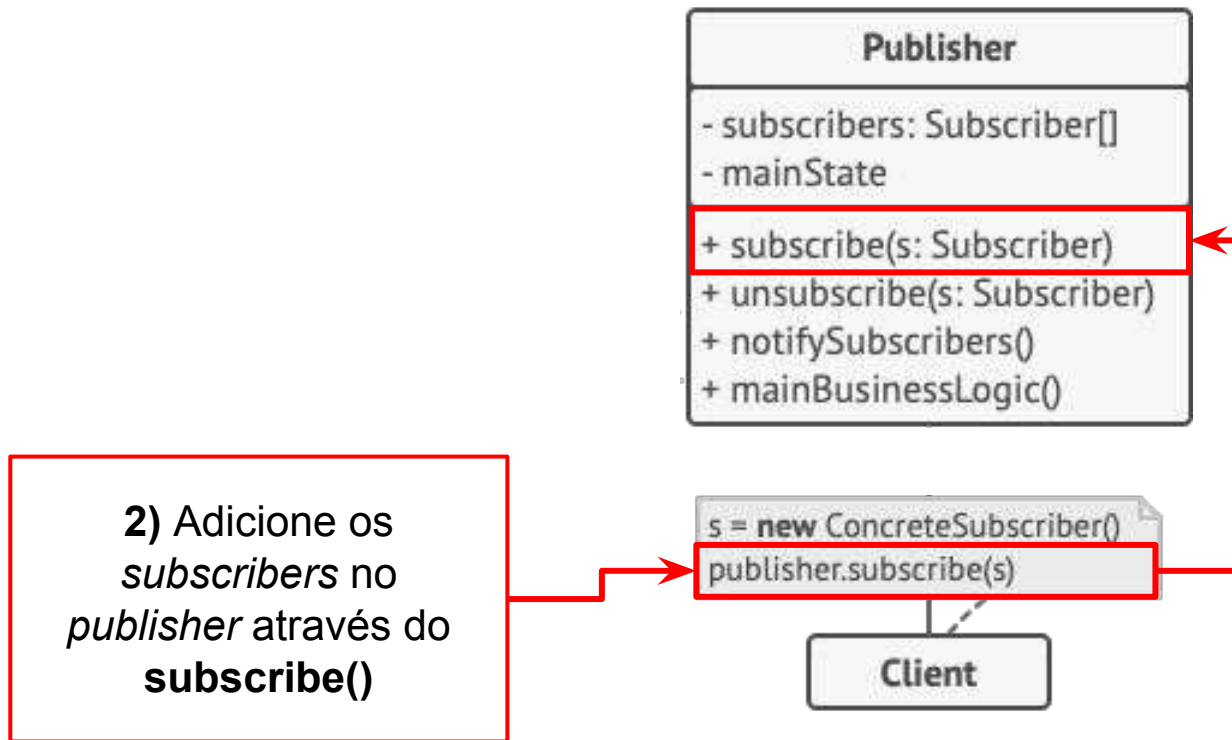 Publisher
- subscribers: Subscriber[]
- mainState
+ subscribe(s: Subscriber)
+ unsubscribe(s: Subscriber)
+ notifySubscribers()
+ mainBusinessLogic()
2) Adicione os
subscribers no
publisher através do
subscribe()
s = new ConcreteSubscriber()
publisher.subscribe(s)
Client